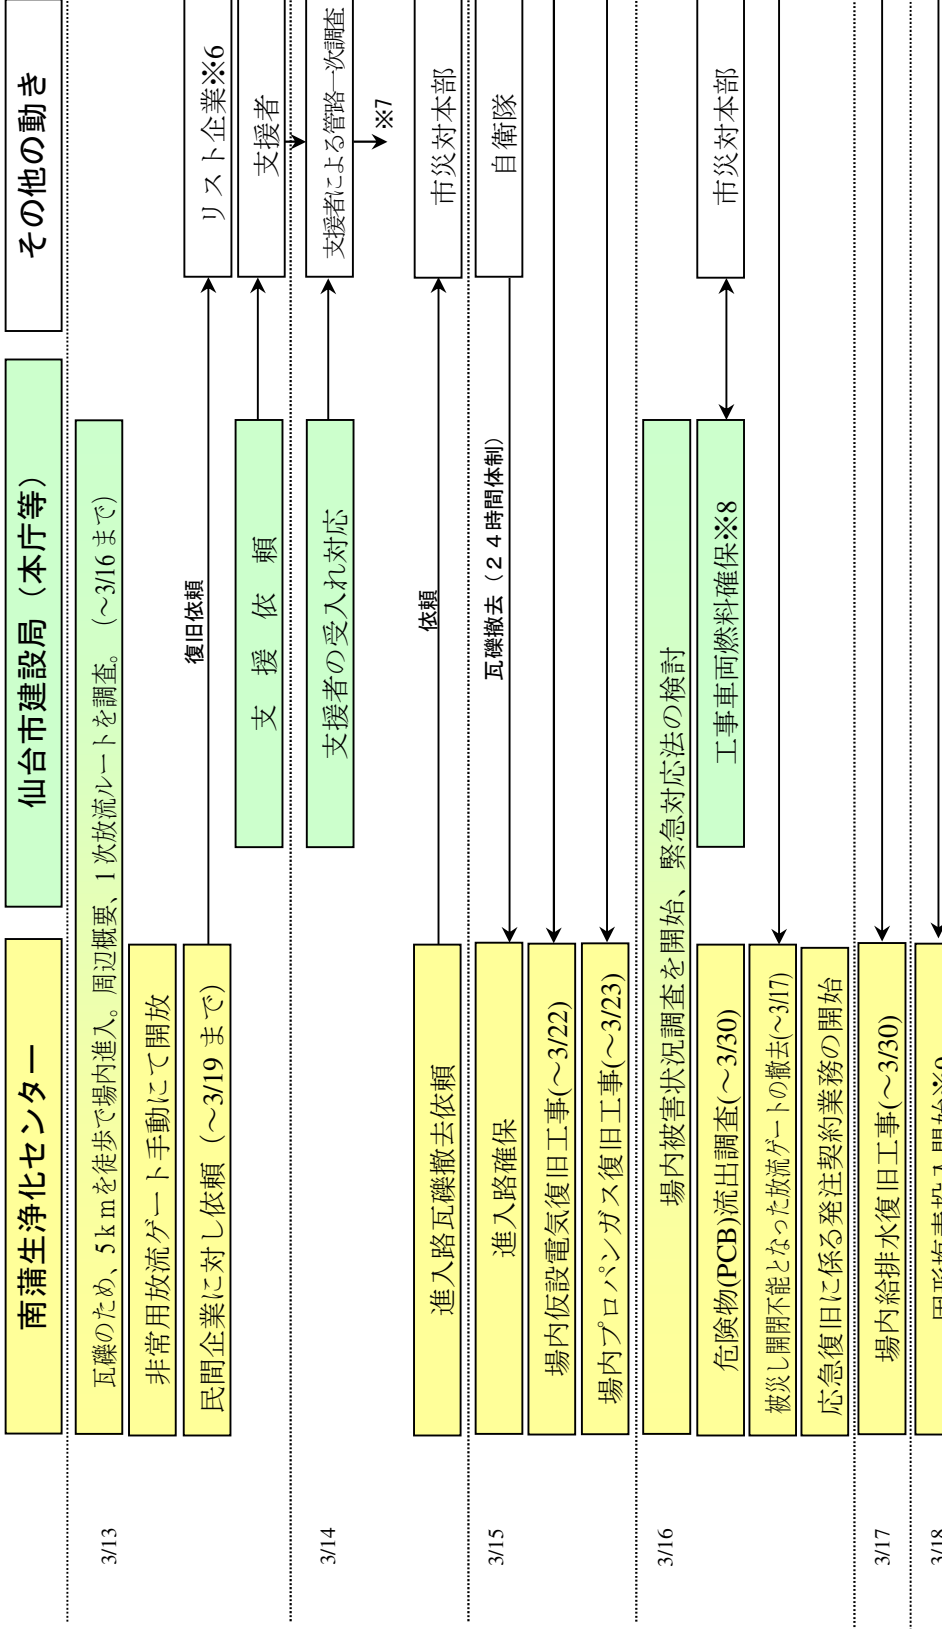 南蒲生浄化センター
仙台市建設局（本庁等）
その他の動き
3/13
瓦礫のため、5kmを徒歩で場内進入。周辺概要、1次放流ルートを調査。（～3/16まで）
非常用放流ゲート手動にて開放
民間企業に対し依頼（～3/19まで）
復旧依頼
リスト企業※6
支 援 依 頼
支援者
3/14
支援者の受入れ対応
支援者による管路一次調査
※7
進入路瓦礫撤去依頼
依頼
市災対本部
3/15
進入路確保
瓦礫撤去（２４時間体制）
自衛隊
場内仮設電気復旧工事(～3/22)
場内プロパンガス復旧工事(～3/23)
3/16
場内被害状況調査を開始、緊急対応法の検討
危険物(PCB)流出調査(～3/30)
工事車両燃料確保※8
市災対本部
被災し開閉不能となった放流ゲートの撤去(～3/17)
応急復旧に係る発注契約業務の開始
3/17
場内給排水復旧工事(～3/30)
3/18